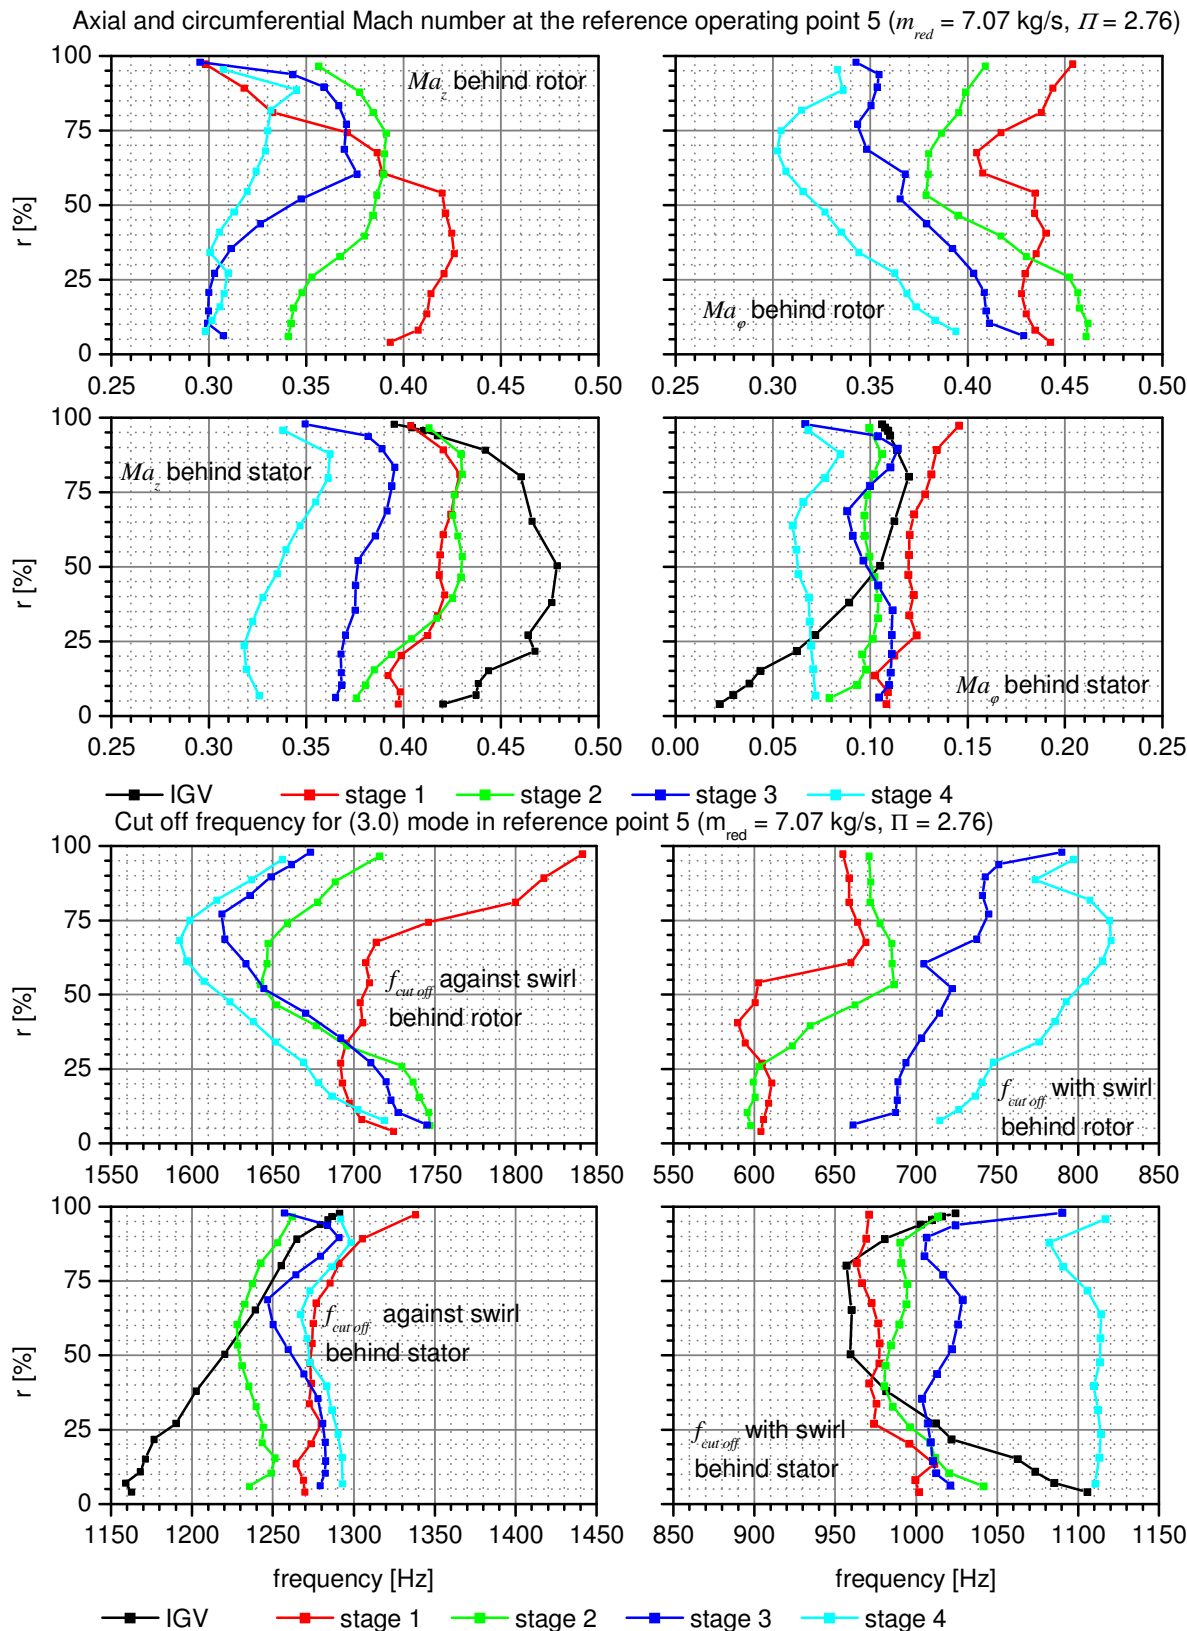 Axial and circumferential Mach number at the reference operating point 5 (m_red = 7.07 kg/s, Π = 2.76)
100
75
50
25
0
r [%]
Ma_z behind rotor
0.25 0.30 0.35 0.40 0.45 0.50
Ma_φ behind rotor
0.25 0.30 0.35 0.40 0.45 0.50
100
75
50
25
0
r [%]
Ma_z behind stator
0.25 0.30 0.35 0.40 0.45 0.50
Ma_φ behind stator
0.00 0.05 0.10 0.15 0.20 0.25
IGV stage 1 stage 2 stage 3 stage 4
Cut off frequency for (3.0) mode in reference point 5 (m_red = 7.07 kg/s, Π = 2.76)
100
75
50
25
0
r [%]
f_cut off against swirl
behind rotor
1550 1600 1650 1700 1750 1800 1850
f_cut off with swirl
behind rotor
550 600 650 700 750 800 850
100
75
50
25
0
r [%]
f_cut off against swirl
behind stator
1150 1200 1250 1300 1350 1400 1450
frequency [Hz]
f_cut off with swirl
behind stator
850 900 950 1000 1050 1100 1150
frequency [Hz]
IGV stage 1 stage 2 stage 3 stage 4